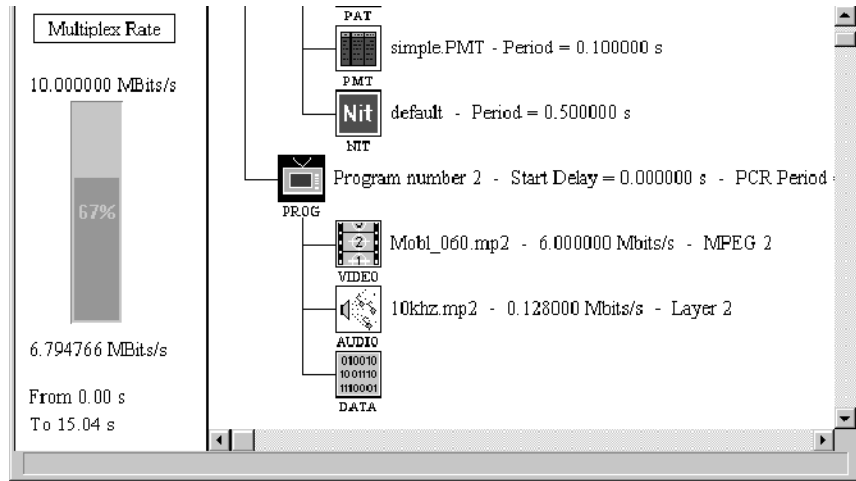 Multiplex Rate
10.000000 MBits/s
67%
6.794766 MBits/s
From 0.00 s
To 15.04 s
PAT
simple.PMT - Period = 0.100000 s
PMT
Nit
default - Period = 0.500000 s
NIT
Program number 2 - Start Delay = 0.000000 s - PCR Period
PROG
2
1
Mobl_060.mp2 - 6.000000 Mbits/s - MPEG 2
VIDEO
10khz.mp2 - 0.128000 Mbits/s - Layer 2
AUDIO
010010
1001110
1110001
DATA